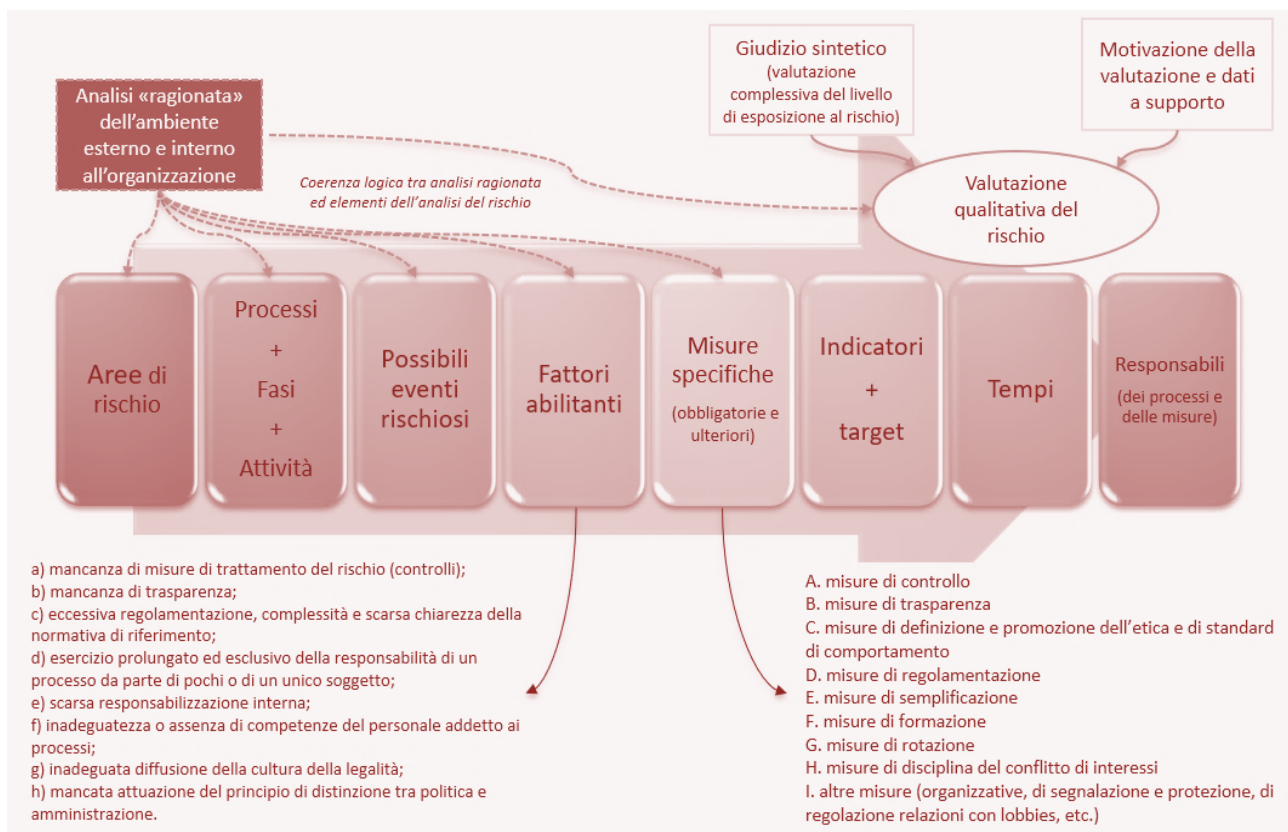 Analisi «ragionata»
dell'ambiente
esterno e interno
all'organizzazione
Giudizio sintetico
(valutazione
complessiva del livello
di esposizione al rischio)
Motivazione della
valutazione e dati
a supporto
Coerenza logica tra analisi ragionata
ed elementi dell'analisi del rischio
Valutazione
qualitativa del
rischio
Aree di
rischio
Processi
+
Fasi
+
Attività
Possibili
eventi
rischiosi
Fattori
abilitanti
Misure
specifiche
(obbligatorie e
ulteriori)
Indicatori
+
target
Tempi
Responsabili
(dei processi e
delle misure)
a) mancanza di misure di trattamento del rischio (controlli);
b) mancanza di trasparenza;
c) eccessiva regolamentazione, complessità e scarsa chiarezza della
normativa di riferimento;
d) esercizio prolungato ed esclusivo della responsabilità di un
processo da parte di pochi o di un unico soggetto;
e) scarsa responsabilizzazione interna;
f) inadeguatezza o assenza di competenze del personale addetto ai
processi;
g) inadeguata diffusione della cultura della legalità;
h) mancata attuazione del principio di distinzione tra politica e
amministrazione.
A. misure di controllo
B. misure di trasparenza
C. misure di definizione e promozione dell'etica e di standard
di comportamento
D. misure di regolamentazione
E. misure di semplificazione
F. misure di formazione
G. misure di rotazione
H. misure di disciplina del conflitto di interessi
I. altre misure (organizzative, di segnalazione e protezione, di
regolazione relazioni con lobbies, etc.)